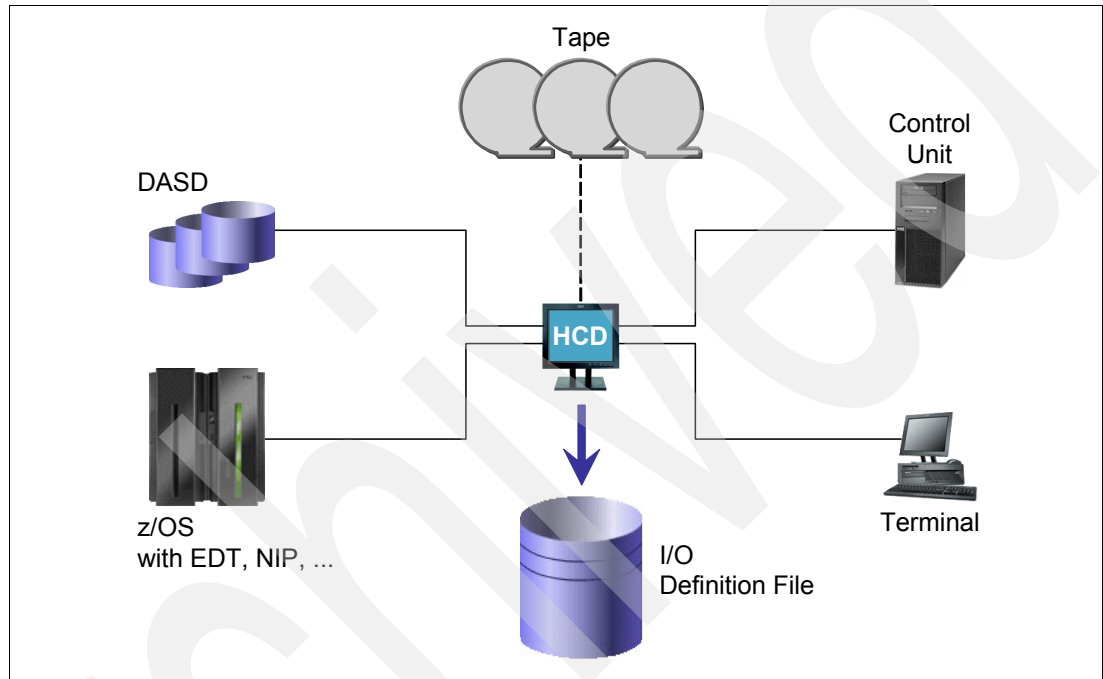 Tape
Control
Unit
DASD
HCD
z/OS
with EDT, NIP, ...
I/O
Definition File
Terminal